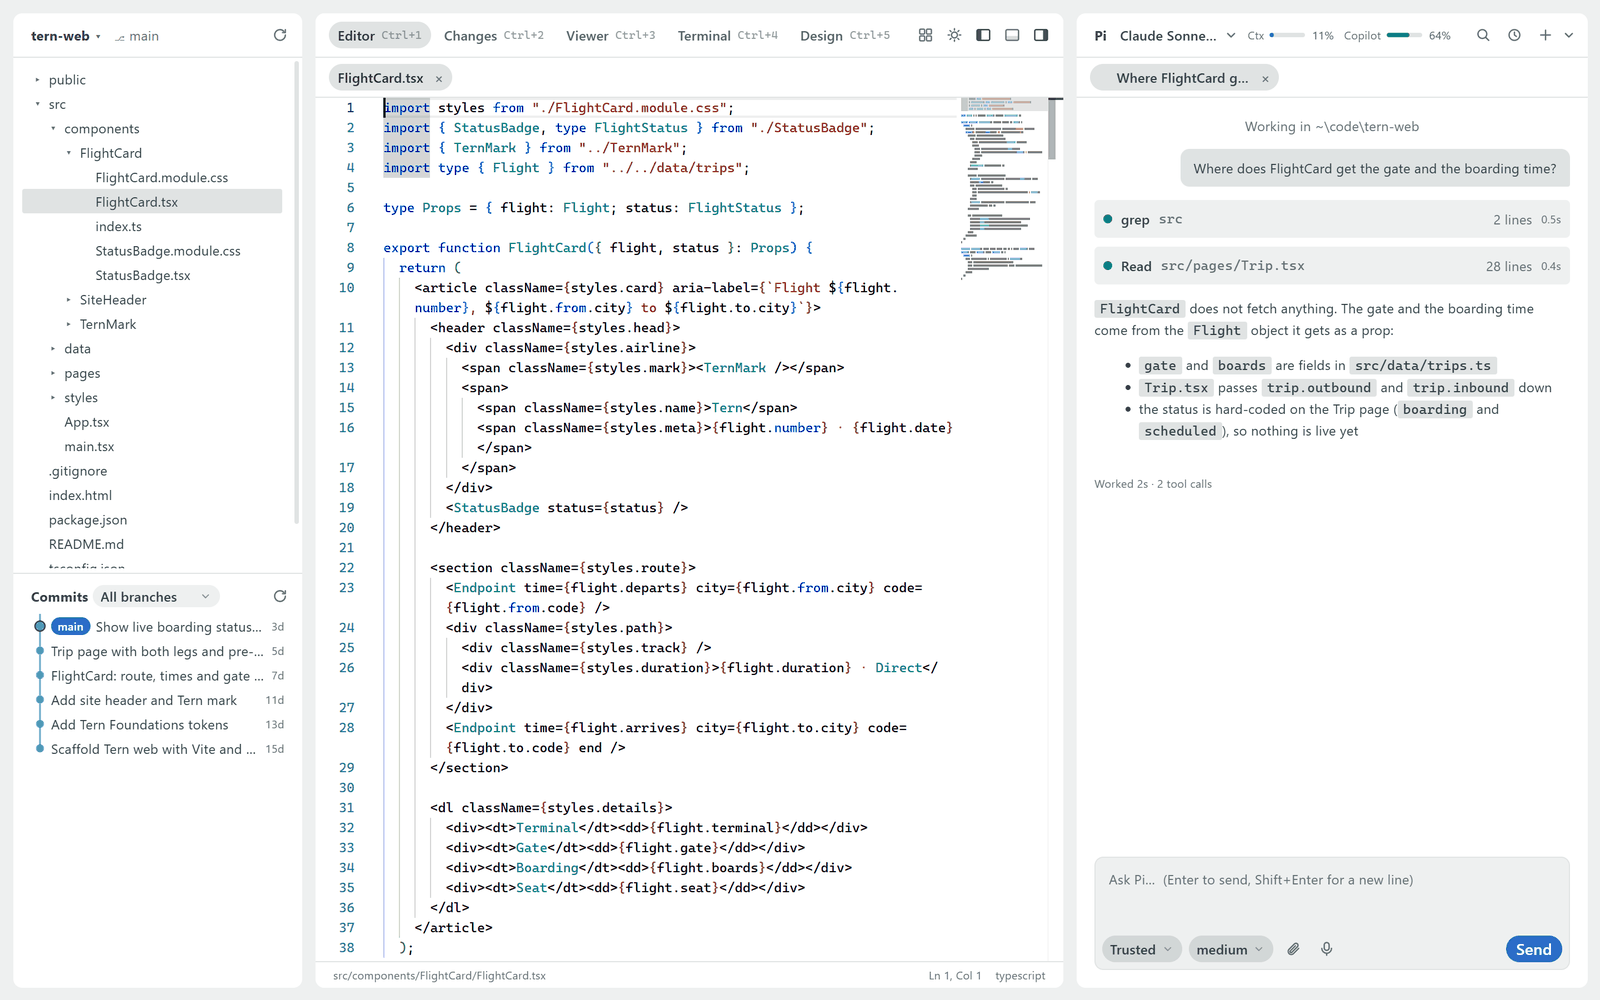 tern-web main
public
src
components
FlightCard
FlightCard.module.css
FlightCard.tsx
index.ts
StatusBadge.module.css
StatusBadge.tsx
SiteHeader
TernMark
data
pages
styles
App.tsx
main.tsx
.gitignore
index.html
package.json
README.md
tsconfig.json
Commits All branches
main Show live boarding status... 3d
Trip page with both legs and pre-... 5d
FlightCard: route, times and gate ... 7d
Add site header and Tern mark 11d
Add Tern Foundations tokens 13d
Scaffold Tern web with Vite and ... 15d
Editor Ctrl+1 Changes Ctrl+2 Viewer Ctrl+3 Terminal Ctrl+4 Design Ctrl+5
FlightCard.tsx ×
1 import styles from "./FlightCard.module.css";
2 import { StatusBadge, type FlightStatus } from "./StatusBadge";
3 import { TernMark } from "../TernMark";
4 import type { Flight } from "../../data/trips";
5
6 type Props = { flight: Flight; status: FlightStatus };
7
8 export function FlightCard({ flight, status }: Props) {
9 return (
10 <article className={styles.card} aria-label={`Flight ${flight.
number}, ${flight.from.city} to ${flight.to.city}`}>
11 <header className={styles.head}>
12 <div className={styles.airline}>
13 <span className={styles.mark}><TernMark /></span>
14 <span>
15 <span className={styles.name}>Tern</span>
16 <span className={styles.meta}>{flight.number} · {flight.date}
</span>
17 </span>
18 </div>
19 <StatusBadge status={status} />
20 </header>
21
22 <section className={styles.route}>
23 <Endpoint time={flight.departs} city={flight.from.city} code=
{flight.from.code} />
24 <div className={styles.path}>
25 <div className={styles.track} />
26 <div className={styles.duration}>{flight.duration} · Direct</
div>
27 </div>
28 <Endpoint time={flight.arrives} city={flight.to.city} code=
{flight.to.code} end />
29 </section>
30
31 <dl className={styles.details}>
32 <div><dt>Terminal</dt><dd>{flight.terminal}</dd></div>
33 <div><dt>Gate</dt><dd>{flight.gate}</dd></div>
34 <div><dt>Boarding</dt><dd>{flight.boards}</dd></div>
35 <div><dt>Seat</dt><dd>{flight.seat}</dd></div>
36 </dl>
37 </article>
38 );
src/components/FlightCard/FlightCard.tsx Ln 1, Col 1 typescript
Pi Claude Sonne... Ctx 11% Copilot 64%
Where FlightCard g... ×
Working in ~\code\tern-web
Where does FlightCard get the gate and the boarding time?
grep src 2 lines 0.5s
Read src/pages/Trip.tsx 28 lines 0.4s
FlightCard does not fetch anything. The gate and the boarding time
come from the Flight object it gets as a prop:
• gate and boards are fields in src/data/trips.ts
• Trip.tsx passes trip.outbound and trip.inbound down
• the status is hard-coded on the Trip page (boarding and
scheduled), so nothing is live yet
Worked 2s · 2 tool calls
Ask Pi... (Enter to send, Shift+Enter for a new line)
Trusted medium Send